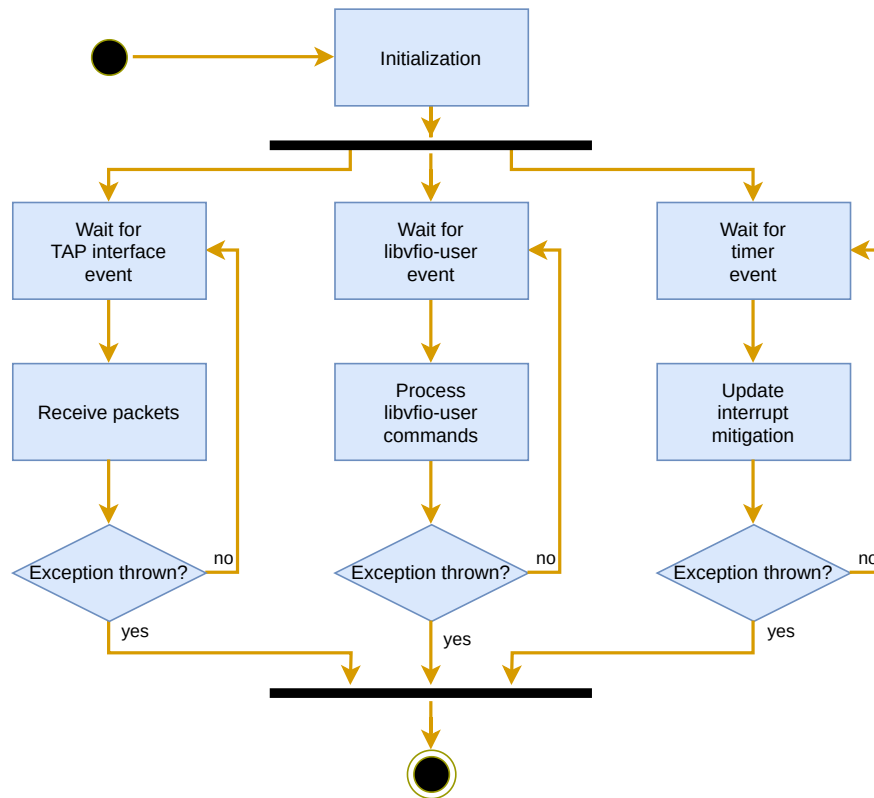 Initialization
Wait for
TAP interface
event
Wait for
libvfio-user
event
Wait for
timer
event
Receive packets
Process
libvfio-user
commands
Update
interrupt
mitigation
Exception thrown?
no
Exception thrown?
no
Exception thrown?
no
yes
yes
yes